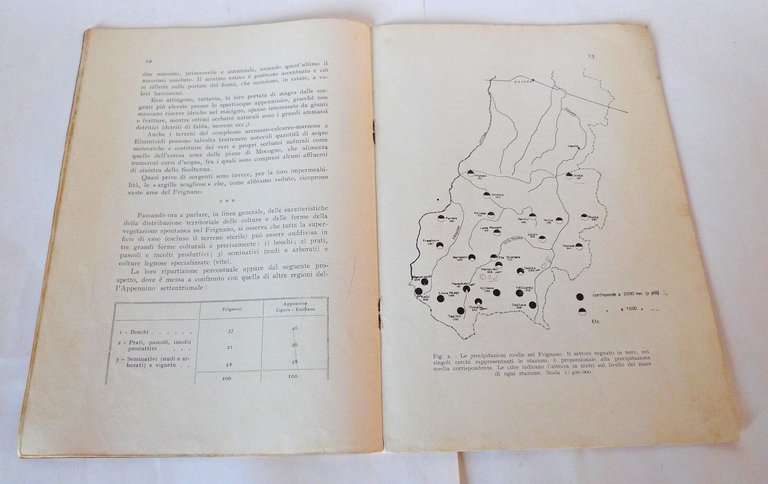 12
due massimi, primaverile e autunnale, essendo quest'ultimo il
massimo assoluto. Il minimo estivo è piuttosto accentuato e ciò
si riflette sulle portate dei fiumi, che scendono, in estate, a va-
lori bassissimi
Essi attingono, tuttavia, la loro portata di magra dalle sor-
genti più elevate presso lo spartiacque appenninico, giacchè non
mancano riserve idriche nel macigno, spesso interessato da giunti
e fratture, mentre ottimi serbatoi naturali sono i grandi ammassi
detritici (detriti di falda, morene ecc.).
Anche i terreni del complesso arenaceo-calcareo-marnoso a
Elmintoidi possono talvolta trattenere notevoli quantità di acque
meteoriche e costituire dei veri e propri serbatoi naturali come
quello dell'estesa zona delle piane di Mocogno, che alimenta
numerosi corsi d'acqua, fra i quali sono compresi alcuni affluenti
di sinistra dello Scoltenna.
Quasi prive di sorgenti sono invece, per la loro impermeabi-
lità, le « argille scagliose » che, come abbiamo veduto, ricoprono
vaste aree del Frignano.
* * *
Passando ora a parlare, in linea generale, delle caratteristiche
della distribuzione territoriale delle colture e delle forme della
vegetazione spontanea nel Frignano, si osserva che tutta la super-
ficie di esso (escluso il terreno sterile) può essere suddivisa in
tre grandi forme colturali e precisamente: 1) boschi; 2) prati,
pascoli e incolti produttivi; 3) seminativi (nudi e arborati) e
colture legnose specializzate (vite).
La loro ripartizione percentuale appare dal seguente pro-
spetto, dove è messa a confronto con quella di altre regioni del-
l'Appennino settentrionale:
Frignano Appennino
Ligure - Emiliano
1 - Boschi . . . . . . . 37 46
2 - Prati, pascoli, incolti
produttivi . . . . . 21 26
3 - Seminativi (nudi e ar-
borati) e vigneto . . 42 28
100 100
13
corrisponde a 2000 mm. (o più)
a 1000
Etc.
Fig. 2. - Le precipitazioni medie nel Frignano. Il settore segnato in nero, nei
singoli cerchi rappresentanti le stazioni, è proporzionale alla precipitazione
media corrispondente. Le cifre indicano l'altezza in metri sul livello del mare
di ogni stazione. Scala 1:400.000.